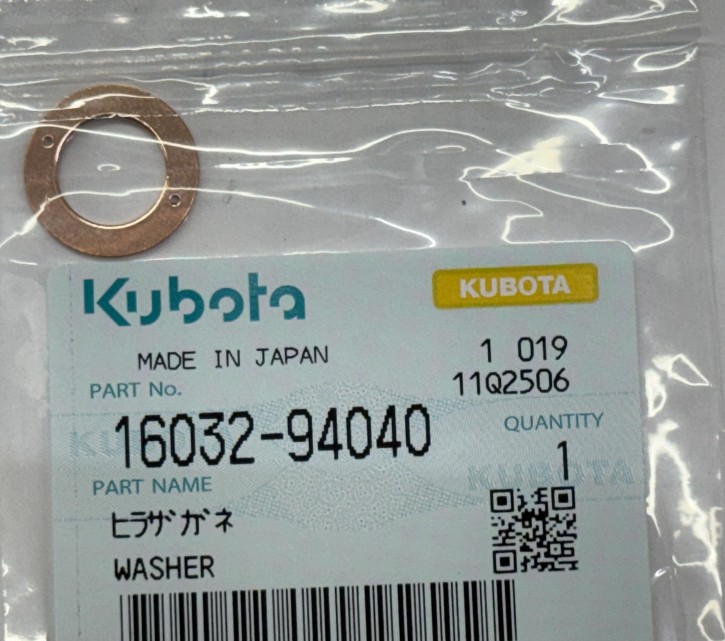 Kubota
KUBOTA
MADE IN JAPAN
1 019
PART No.
11Q2506
16032-94040
QUANTITY
1
PART NAME
ﾋﾗｻﾞｶﾞﾈ
WASHER
KUBOTA